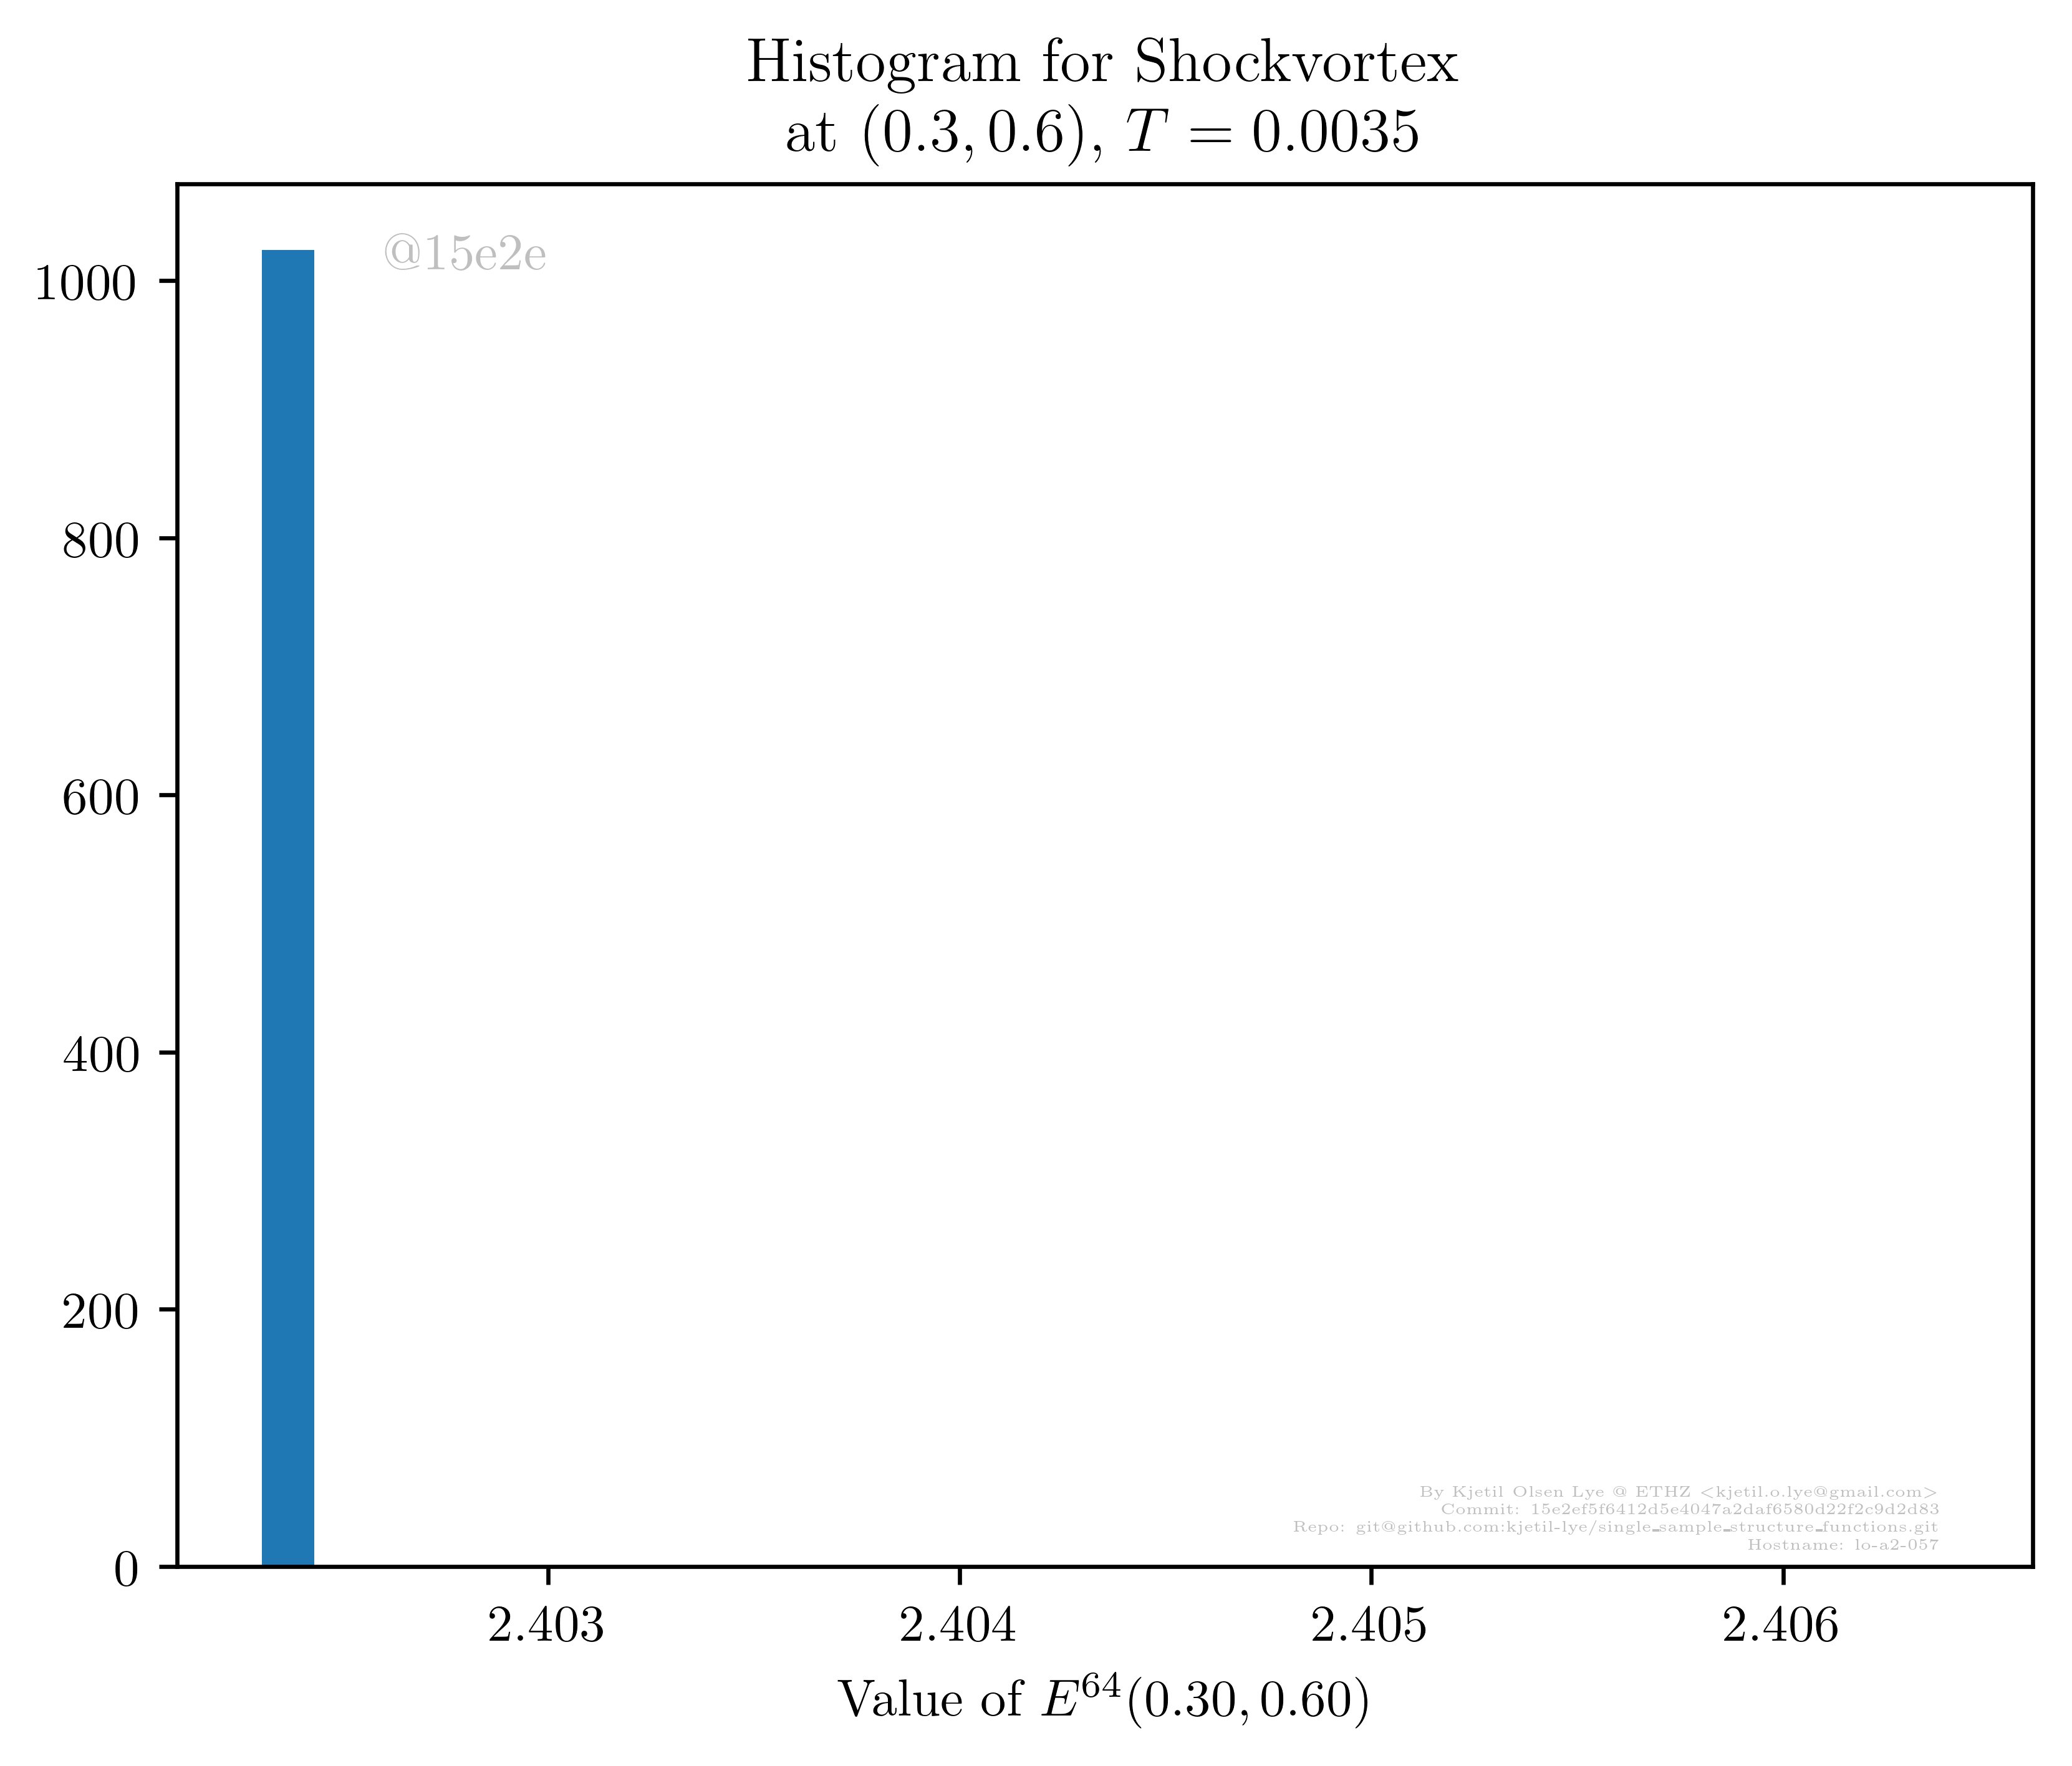 Histogram for Shockvortex
at (0.3, 0.6), T = 0.0035
@15e2e
1000
800
600
400
200
0
By Kjetil Olsen Lye @ ETHZ <kjetil.o.lye@gmail.com>
Commit: 15e2ef5f6412d5e4047a2daf6580d22f2c9d2d83
Repo: git@github.com:kjetil-lye/single_sample_structure_functions.git
Hostname: lo-a2-057
2.403 2.404 2.405 2.406
Value of E⁶⁴(0.30, 0.60)